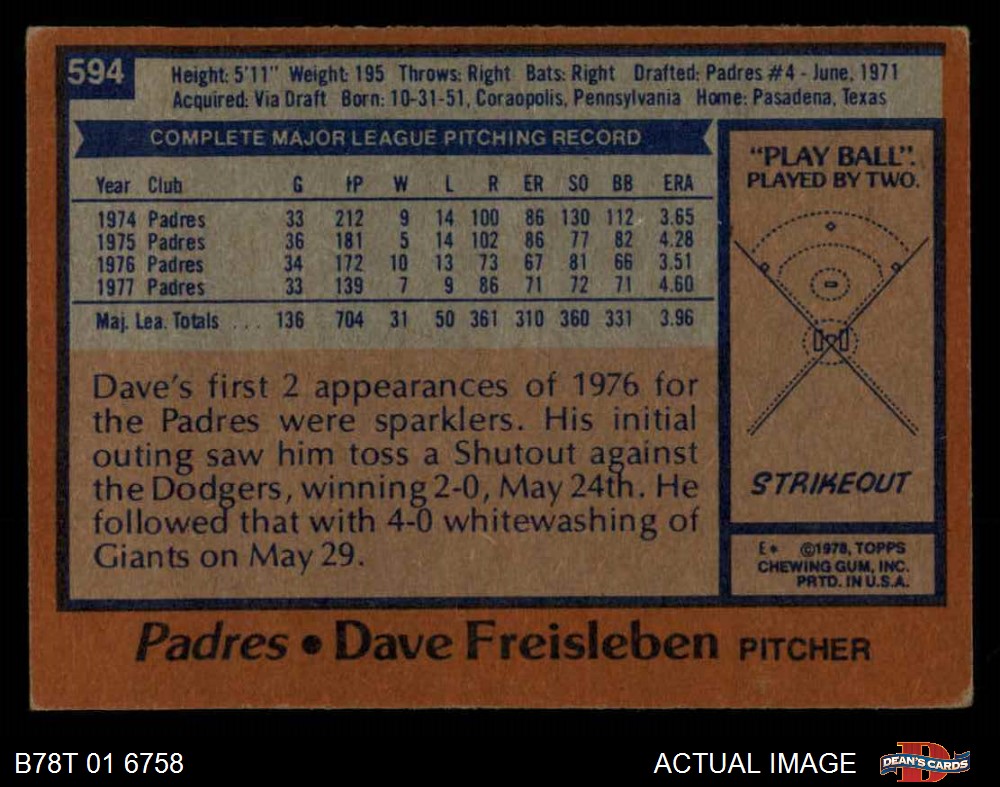 594
Height: 5'11" Weight: 195 Throws: Right Bats: Right Drafted: Padres #4 - June, 1971
Acquired: Via Draft Born: 10-31-51, Coraopolis, Pennsylvania Home: Pasadena, Texas
COMPLETE MAJOR LEAGUE PITCHING RECORD
Year Club G IP W L R ER SO BB ERA
1974 Padres 33 212 9 14 100 86 130 112 3.65
1975 Padres 36 181 5 14 102 86 77 82 4.28
1976 Padres 34 172 10 13 73 67 81 66 3.51
1977 Padres 33 139 7 9 86 71 72 71 4.60
Maj. Lea. Totals ... 136 704 31 50 361 310 360 331 3.96
Dave's first 2 appearances of 1976 for
the Padres were sparklers. His initial
outing saw him toss a Shutout against
the Dodgers, winning 2-0, May 24th. He
followed that with 4-0 whitewashing of
Giants on May 29.
"PLAY BALL".
PLAYED BY TWO.
STRIKEOUT
E* ©1978, TOPPS
CHEWING GUM, INC.
PRTD. IN U.S.A.
Padres • Dave Freisleben PITCHER
B78T 01 6758
ACTUAL IMAGE
DEAN'S CARDS